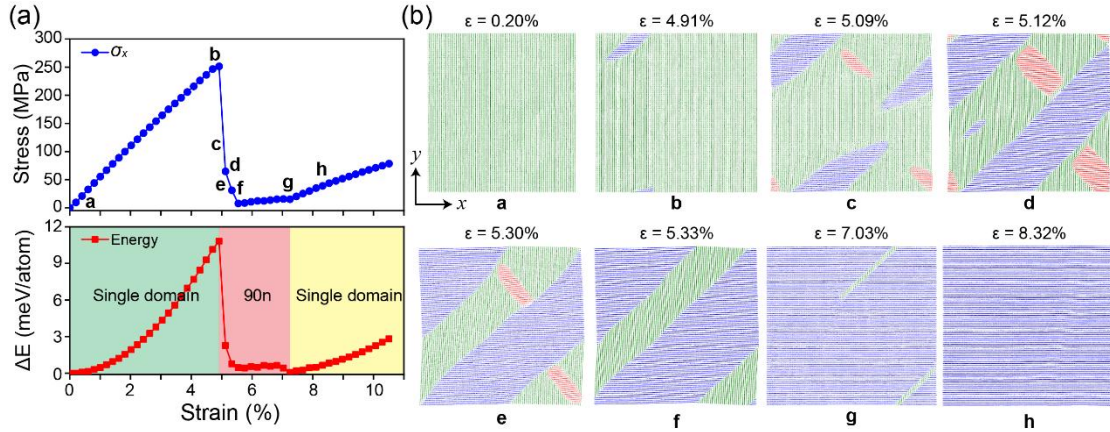 (a)
Stress (MPa)
300
250
200
150
100
50
0
σx
a
b
c
d
e
f
g
h
ΔE (meV/atom)
12
9
6
3
0
Energy
Single domain
90n
Single domain
0 2 4 6 8 10
Strain (%)
(b)
ε = 0.20% ε = 4.91% ε = 5.09% ε = 5.12%
y
x
a b c d
ε = 5.30% ε = 5.33% ε = 7.03% ε = 8.32%
e f g h